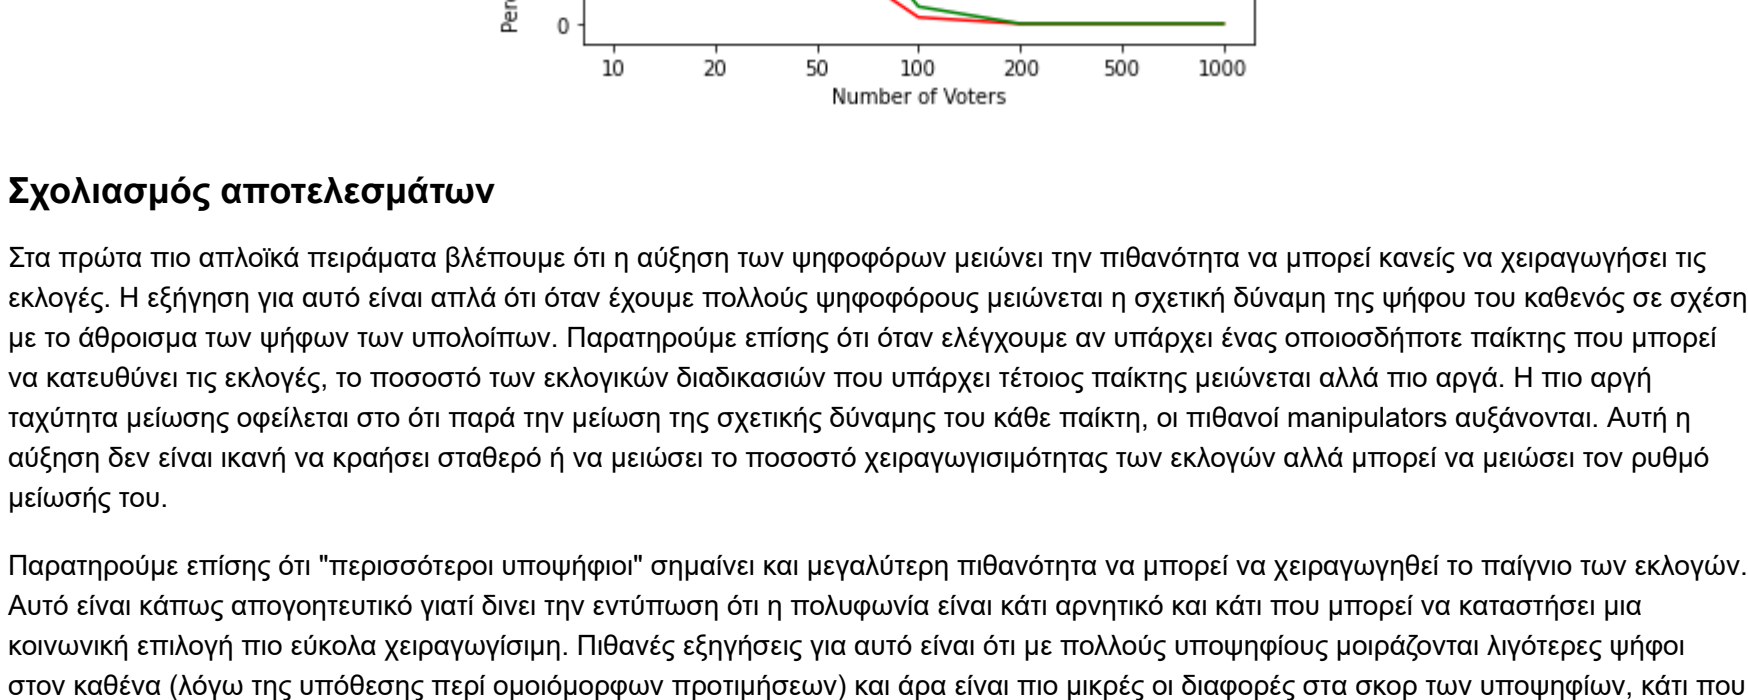 Perc
0
10 20 50 100 200 500 1000
Number of Voters
Σχολιασμός αποτελεσμάτων
Στα πρώτα πιο απλοϊκά πειράματα βλέπουμε ότι η αύξηση των ψηφοφόρων μειώνει την πιθανότητα να μπορεί κανείς να χειραγωγήσει τις
εκλογές. Η εξήγηση για αυτό είναι απλά ότι όταν έχουμε πολλούς ψηφοφόρους μειώνεται η σχετική δύναμη της ψήφου του καθενός σε σχέση
με το άθροισμα των ψήφων των υπολοίπων. Παρατηρούμε επίσης ότι όταν ελέγχουμε αν υπάρχει ένας οποιοσδήποτε παίκτης που μπορεί
να κατευθύνει τις εκλογές, το ποσοστό των εκλογικών διαδικασιών που υπάρχει τέτοιος παίκτης μειώνεται αλλά πιο αργά. Η πιο αργή
ταχύτητα μείωσης οφείλεται στο ότι παρά την μείωση της σχετικής δύναμης του κάθε παίκτη, οι πιθανοί manipulators αυξάνονται. Αυτή η
αύξηση δεν είναι ικανή να κραήσει σταθερό ή να μειώσει το ποσοστό χειραγωγισιμότητας των εκλογών αλλά μπορεί να μειώσει τον ρυθμό
μείωσής του.
Παρατηρούμε επίσης ότι "περισσότεροι υποψήφιοι" σημαίνει και μεγαλύτερη πιθανότητα να μπορεί να χειραγωγηθεί το παίγνιο των εκλογών.
Αυτό είναι κάπως απογοητευτικό γιατί δινει την εντύπωση ότι η πολυφωνία είναι κάτι αρνητικό και κάτι που μπορεί να καταστήσει μια
κοινωνική επιλογή πιο εύκολα χειραγωγίσιμη. Πιθανές εξηγήσεις για αυτό είναι ότι με πολλούς υποψηφίους μοιράζονται λιγότερες ψήφοι
στον καθένα (λόγω της υπόθεσης περί ομοιόμορφων προτιμήσεων) και άρα είναι πιο μικρές οι διαφορές στα σκορ των υποψηφίων, κάτι που